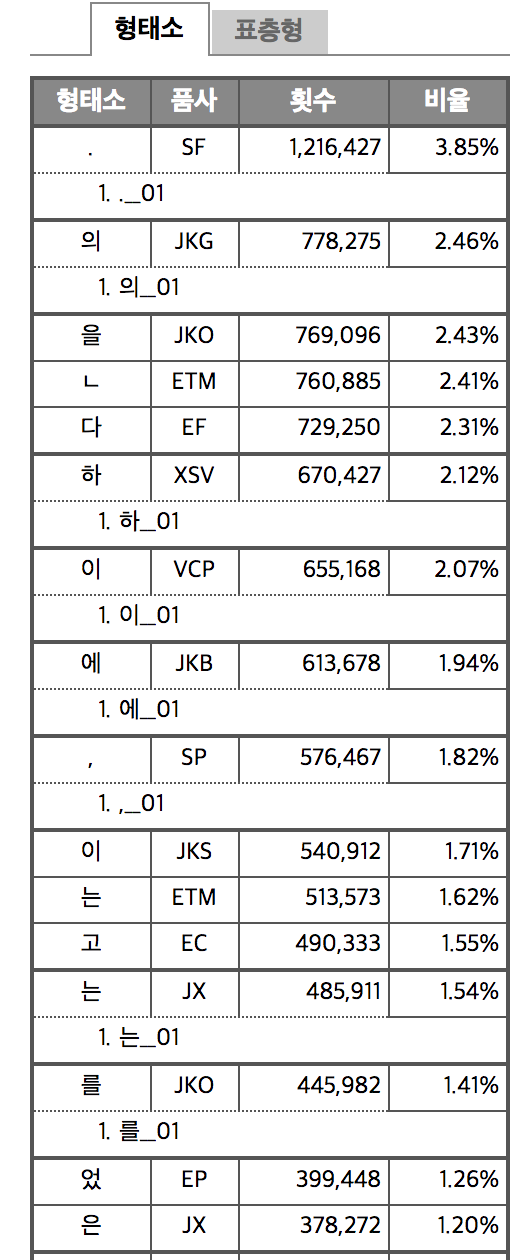 형태소 표층형
형태소 품사 횟수 비율
. SF 1,216,427 3.85%
1. ._01
의 JKG 778,275 2.46%
1. 의_01
을 JKO 769,096 2.43%
ㄴ ETM 760,885 2.41%
다 EF 729,250 2.31%
하 XSV 670,427 2.12%
1. 하_01
이 VCP 655,168 2.07%
1. 이_01
에 JKB 613,678 1.94%
1. 에_01
, SP 576,467 1.82%
1. ,_01
이 JKS 540,912 1.71%
는 ETM 513,573 1.62%
고 EC 490,333 1.55%
는 JX 485,911 1.54%
1. 는_01
를 JKO 445,982 1.41%
1. 를_01
었 EP 399,448 1.26%
은 JX 378,272 1.20%